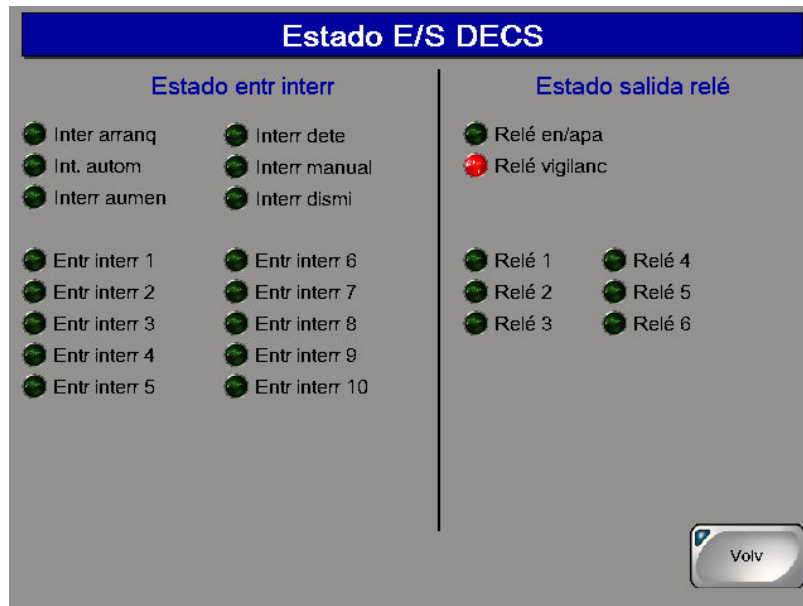 Estado E/S DECS
Estado entr interr
Inter arranq
Interr dete
Int. autom
Interr manual
Interr aumen
Interr dismi
Entr interr 1
Entr interr 6
Entr interr 2
Entr interr 7
Entr interr 3
Entr interr 8
Entr interr 4
Entr interr 9
Entr interr 5
Entr interr 10
Estado salida relé
Relé en/apa
Relé vigilanc
Relé 1
Relé 4
Relé 2
Relé 5
Relé 3
Relé 6
Volv